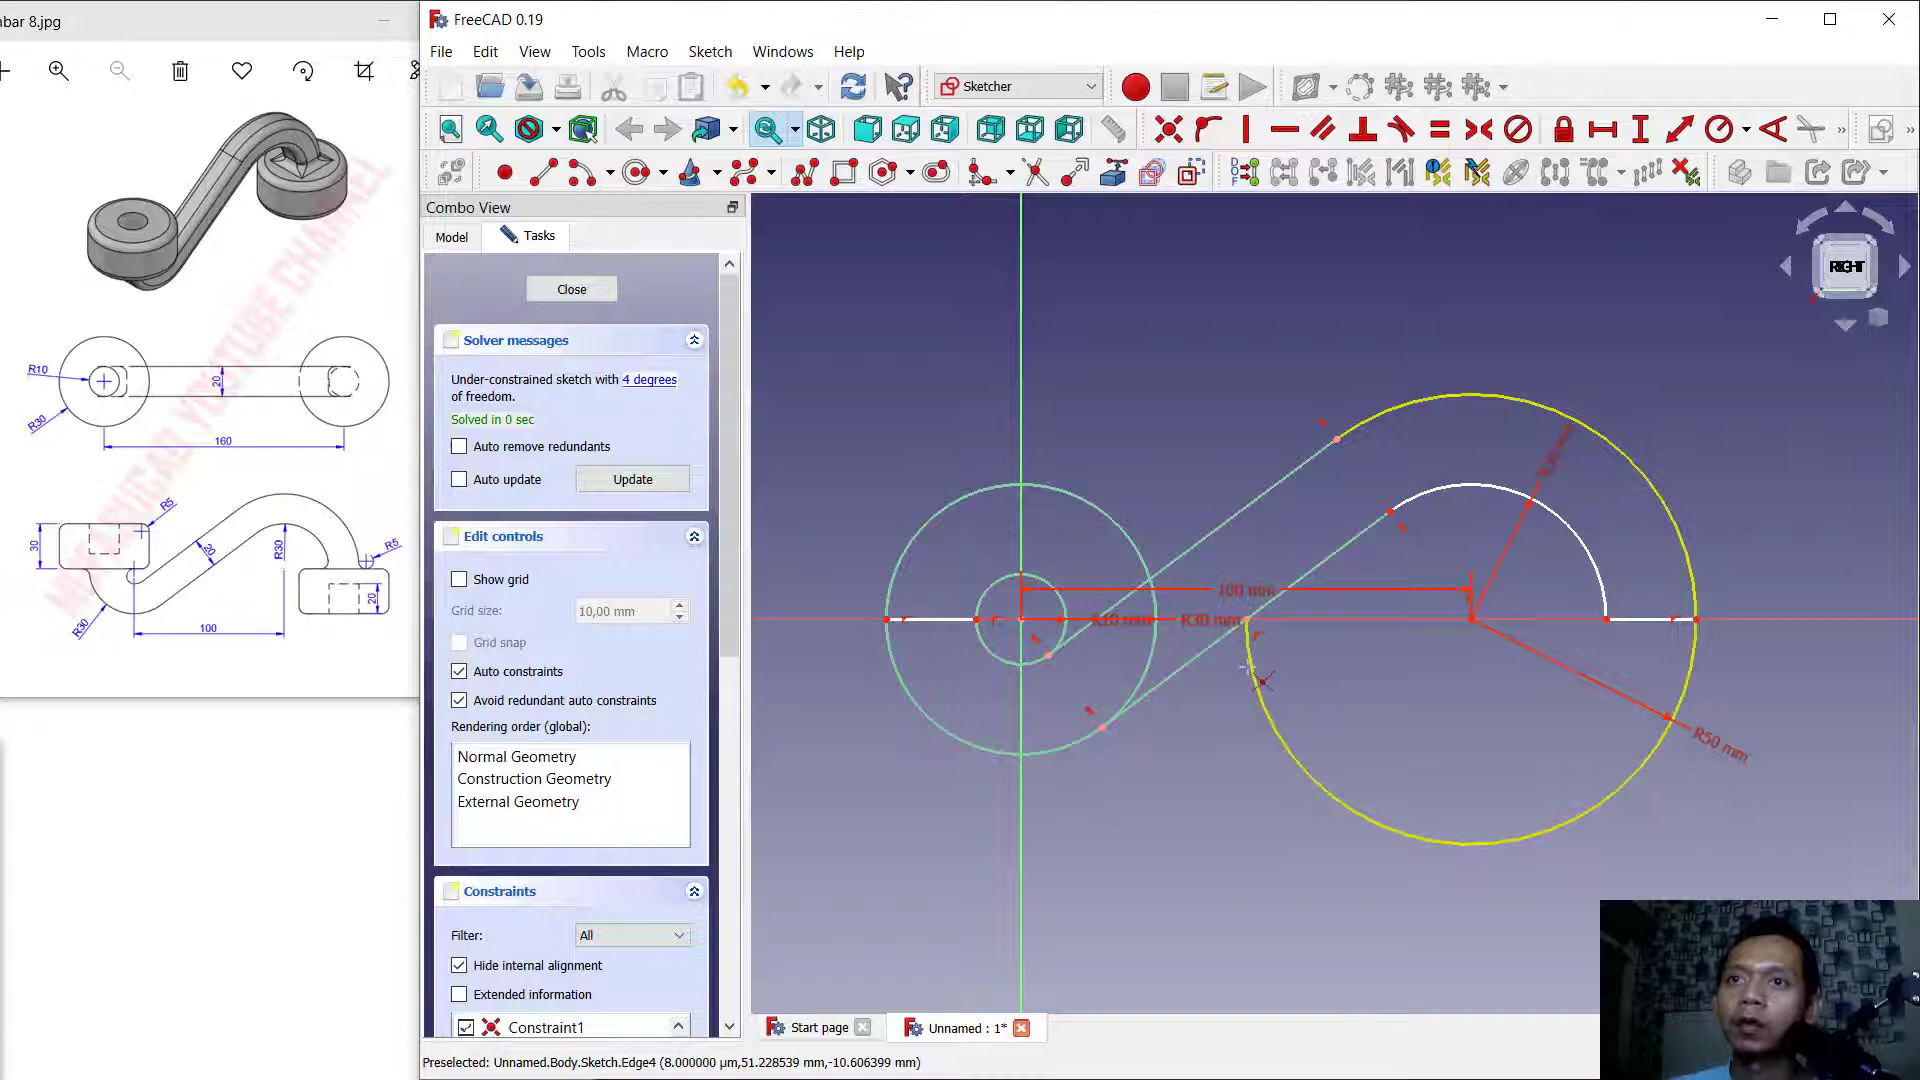 nbar 8.jpg
FreeCAD 0.19
File Edit View Tools Macro Sketch Windows Help
Sketcher
Combo View
Model
Tasks
Close
Solver messages
Under-constrained sketch with 4 degrees
of freedom.
Solved in 0 sec
Auto remove redundants
Auto update
Update
Edit controls
Show grid
Grid size:
10,00 mm
Grid snap
Auto constraints
Avoid redundant auto constraints
Rendering order (global):
Normal Geometry
Construction Geometry
External Geometry
Constraints
Filter:
All
Hide internal alignment
Extended information
Constraint1
R10
20
R30
160
R5
30
20
R30
R5
20
R30
100
100 mm
R10 mm
R30 mm
R30 mm
R50 mm
RIGHT
Start page
Unnamed : 1*
Preselected: Unnamed.Body.Sketch.Edge4 (8.000000 µm,51.228539 mm,-10.606399 mm)